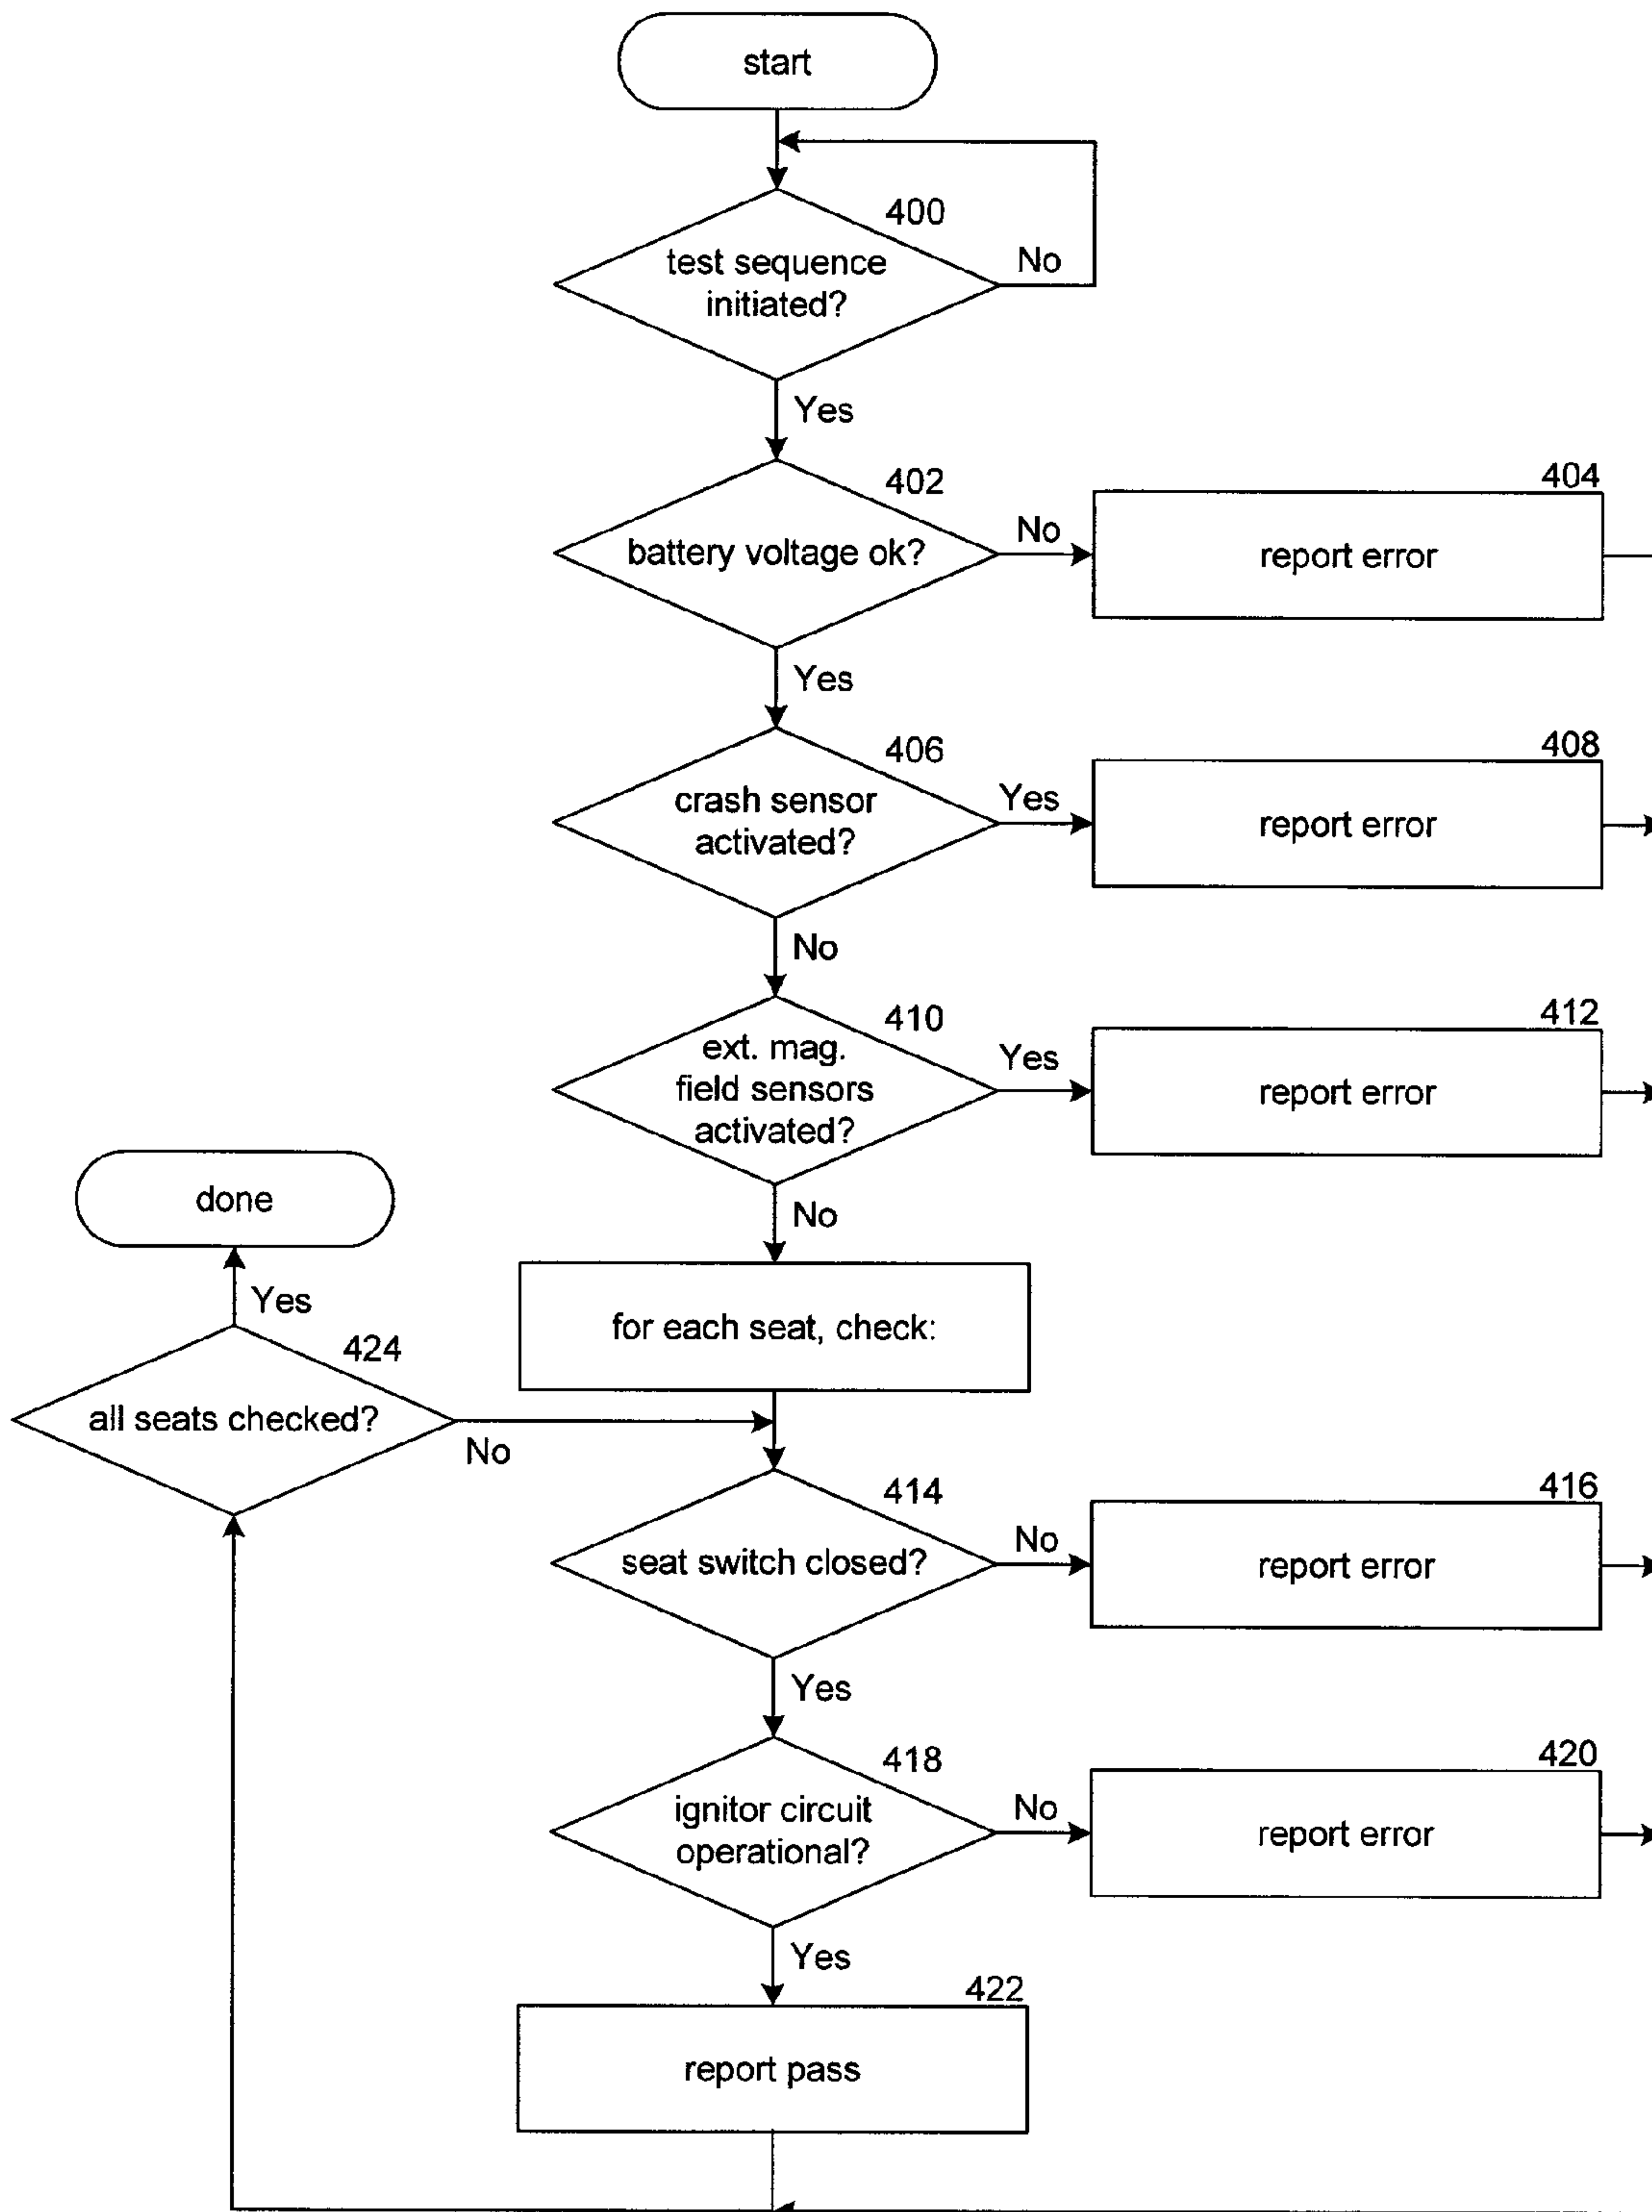 start
400
test sequence
initiated?
No
Yes
402
battery voltage ok?
No
404
report error
Yes
406
crash sensor
activated?
Yes
408
report error
No
410
ext. mag.
field sensors
activated?
Yes
412
report error
No
done
Yes
for each seat, check:
424
all seats checked?
No
414
seat switch closed?
No
416
report error
Yes
418
ignitor circuit
operational?
No
420
report error
Yes
422
report pass